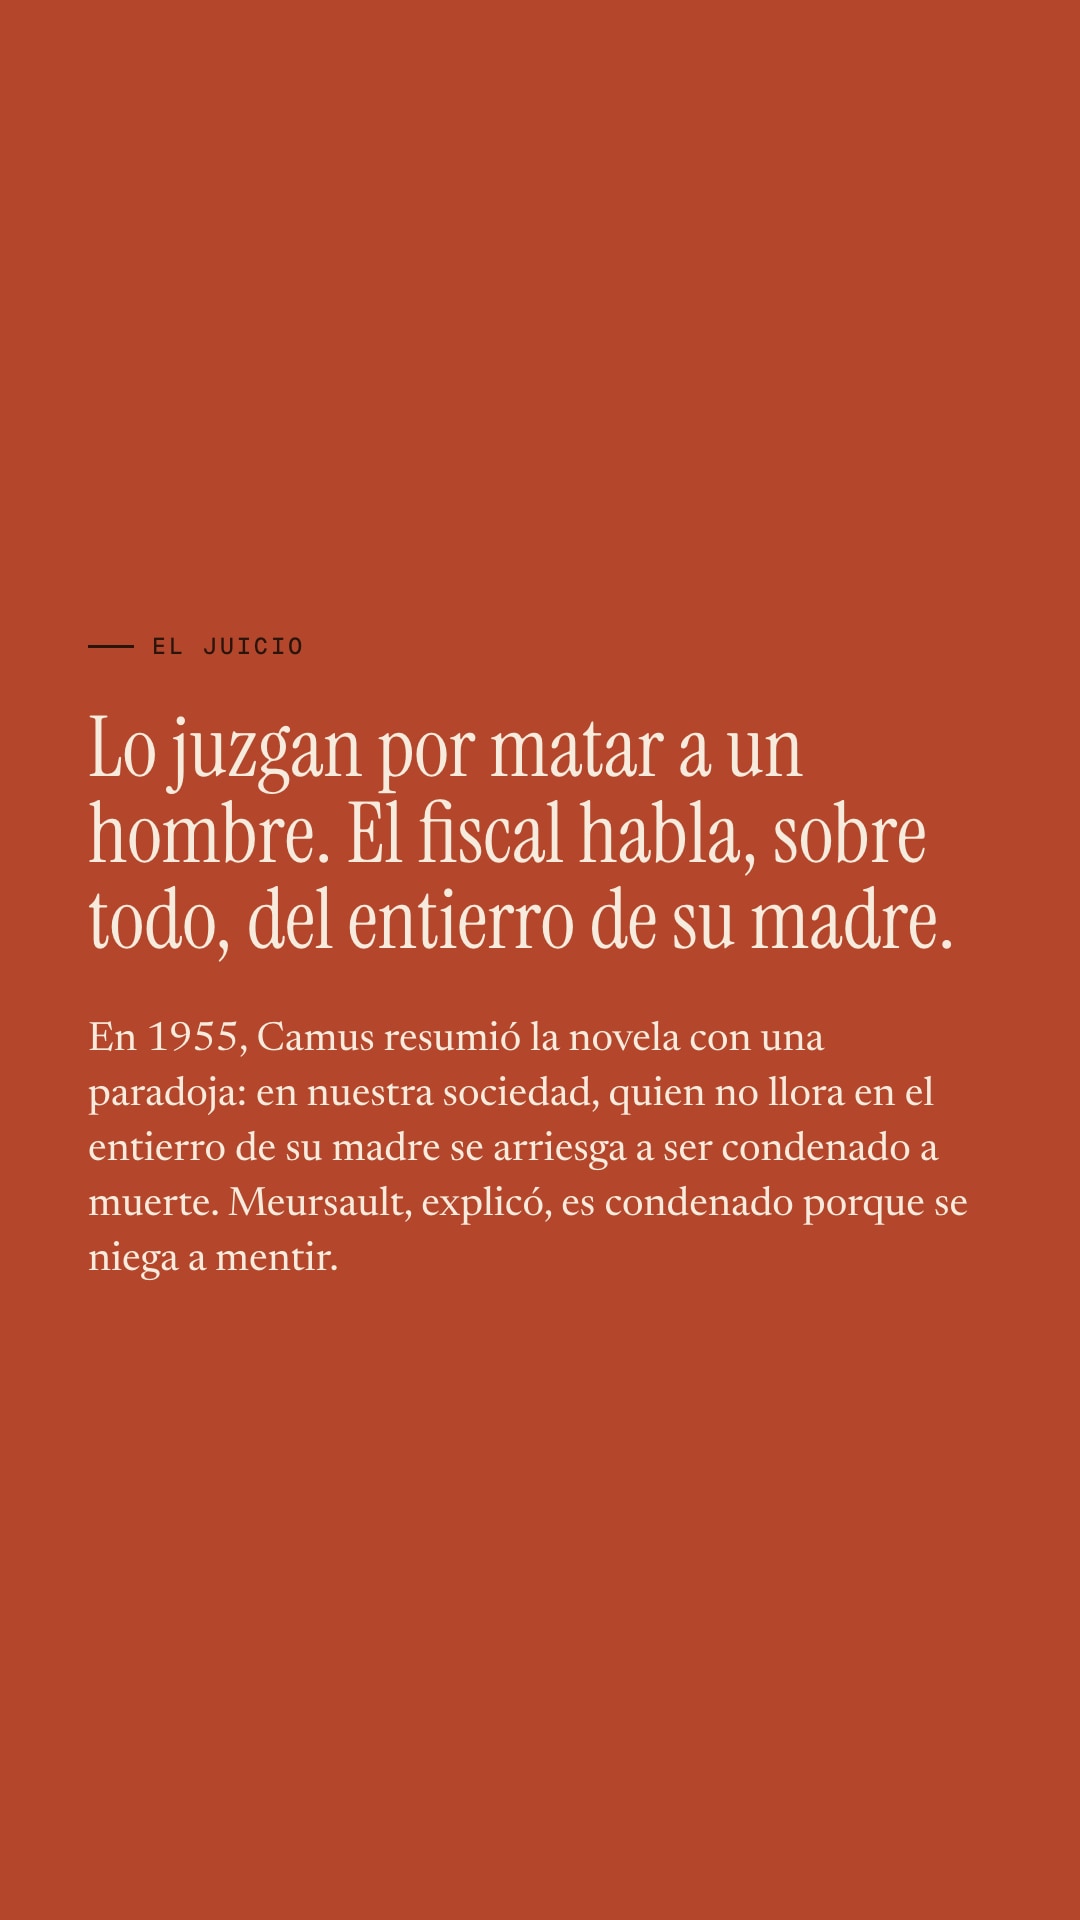 EL JUICIO
Lo juzgan por matar a un
hombre. El fiscal habla, sobre
todo, del entierro de su madre.
En 1955, Camus resumió la novela con una
paradoja: en nuestra sociedad, quien no llora en el
entierro de su madre se arriesga a ser condenado a
muerte. Meursault, explicó, es condenado porque se
niega a mentir.